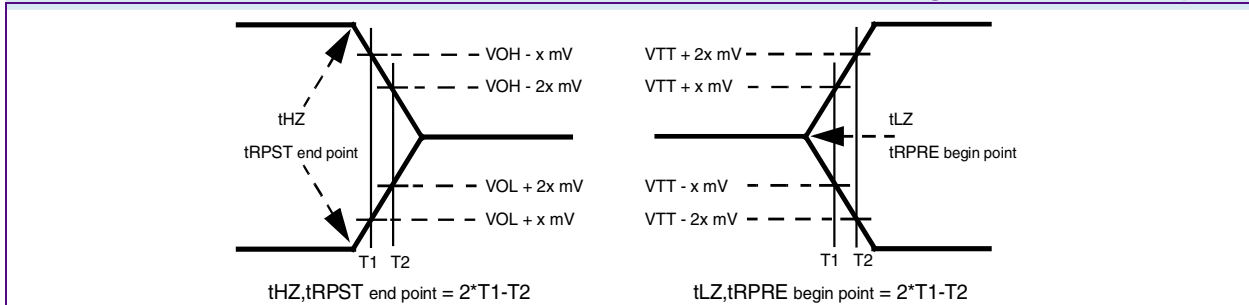 VOH - x mV
VOH - 2x mV
tHZ
tRPST end point
VOL + 2x mV
VOL + x mV
T1 T2
tHZ,tRPST end point = 2*T1-T2
VTT + 2x mV
VTT + x mV
tLZ
tRPRE begin point
VTT - x mV
VTT - 2x mV
T1 T2
tLZ,tRPRE begin point = 2*T1-T2